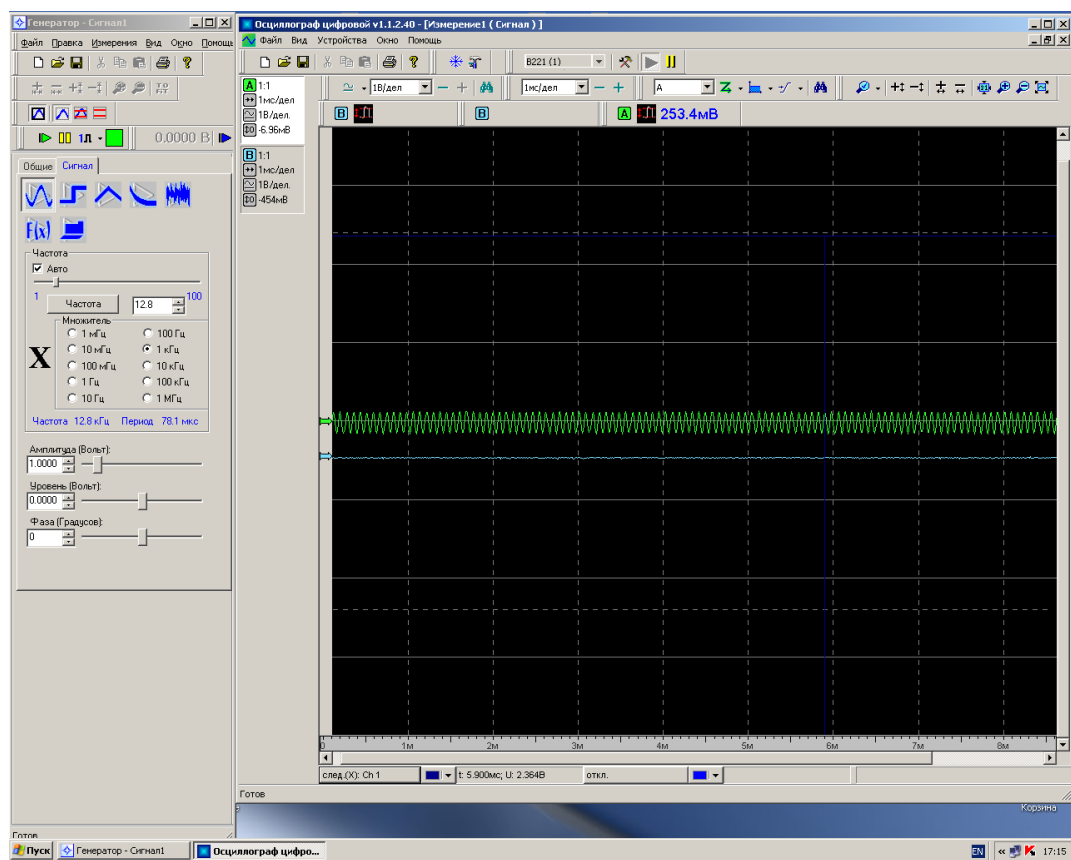 Генератор - Сигнал1
Файл Правка Измерения Вид Окно Помощь
0.0000 В
Общие Сигнал
F(x)
Частота
Авто
1 100
Частота 12.8
Множитель
X
1 мГц 100 Гц
10 мГц 1 кГц
100 мГц 10 кГц
1 Гц 100 кГц
10 Гц 1 МГц
Частота 12.8 кГц Период 78.1 мкс
Амплитуда (Вольт):
1.0000
Уровень (Вольт):
0.0000
Фаза (Градусов):
0
Готов
Осциллограф цифровой v1.1.2.40 - [Измерение1 ( Сигнал ) ]
Файл Вид Устройства Окно Помощь
B221 (1)
A 1:1
1мс/дел
1В/дел.
-6.96мВ
B 1:1
1мс/дел
1В/дел.
-454мВ
1В/дел 1мс/дел A
B B A 253.4мВ
0 1м 2м 3м 4м 5м 6м 7м 8м
след.(X): Ch 1 t: 5.900мс; U: 2.364В откл.
Готов
Корзина
Пуск Генератор - Сигнал1 Осциллограф цифро... EN « 17:15